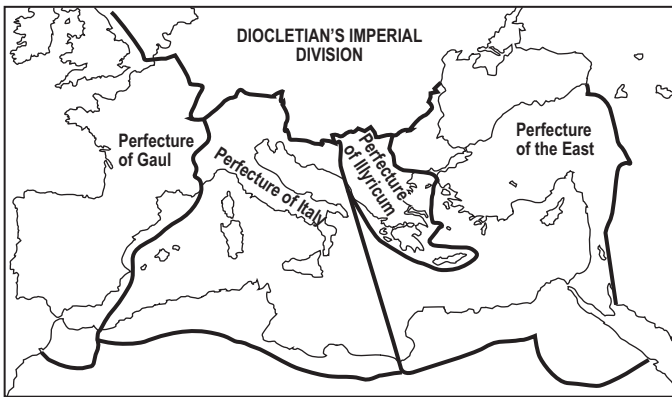 DIOCLETIAN'S IMPERIAL
DIVISION
Perfecture
of Gaul
Perfecture of Italy
Perfecture
of Illyricum
Perfecture
of the East